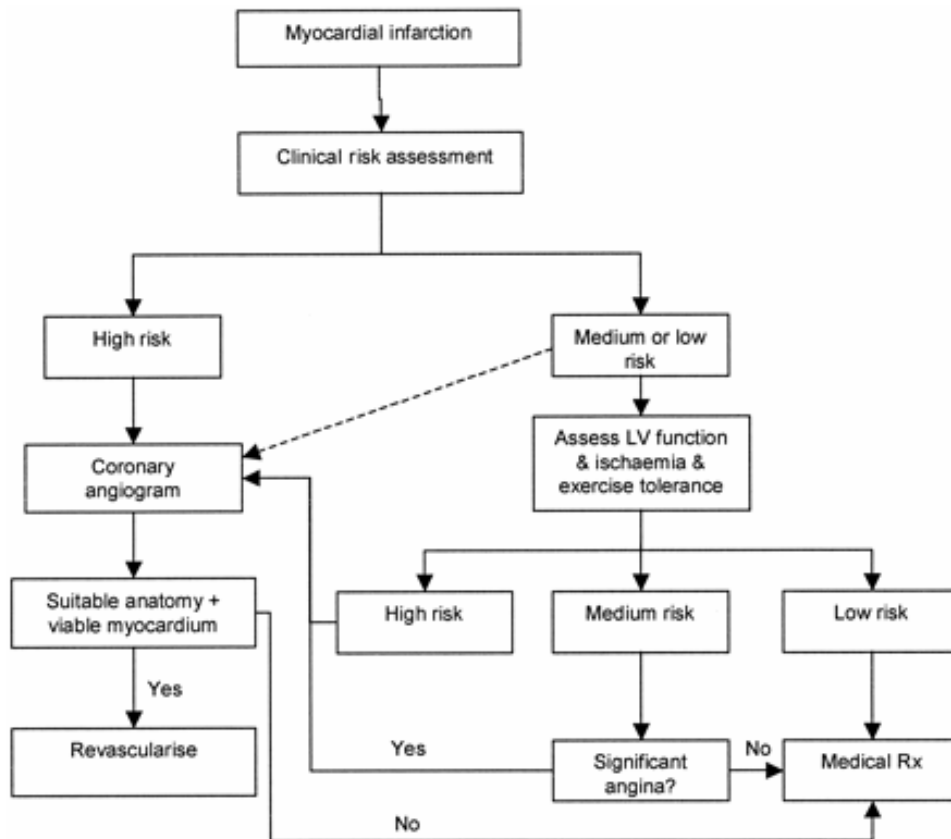 Myocardial infarction
Clinical risk assessment
High risk
Medium or low
risk
Coronary
angiogram
Assess LV function
& ischaemia &
exercise tolerance
Suitable anatomy +
viable myocardium
High risk
Medium risk
Low risk
Yes
Revascularise
Yes
Significant
angina?
No
Medical Rx
No